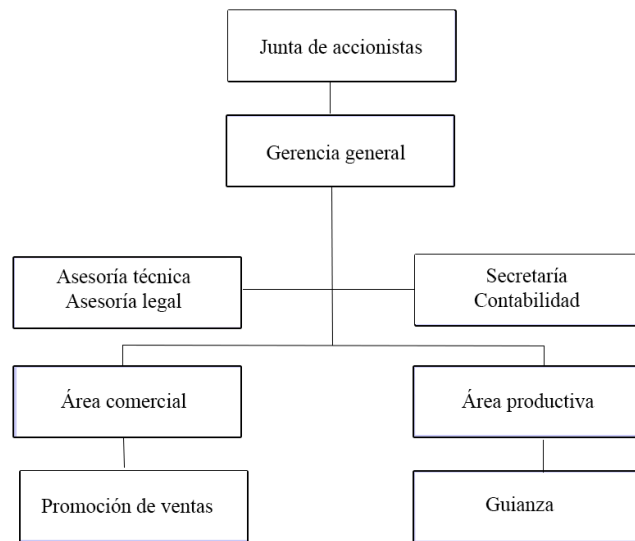 Junta de accionistas
Gerencia general
Asesoría técnica
Asesoría legal
Secretaría
Contabilidad
Área comercial
Área productiva
Promoción de ventas
Guianza